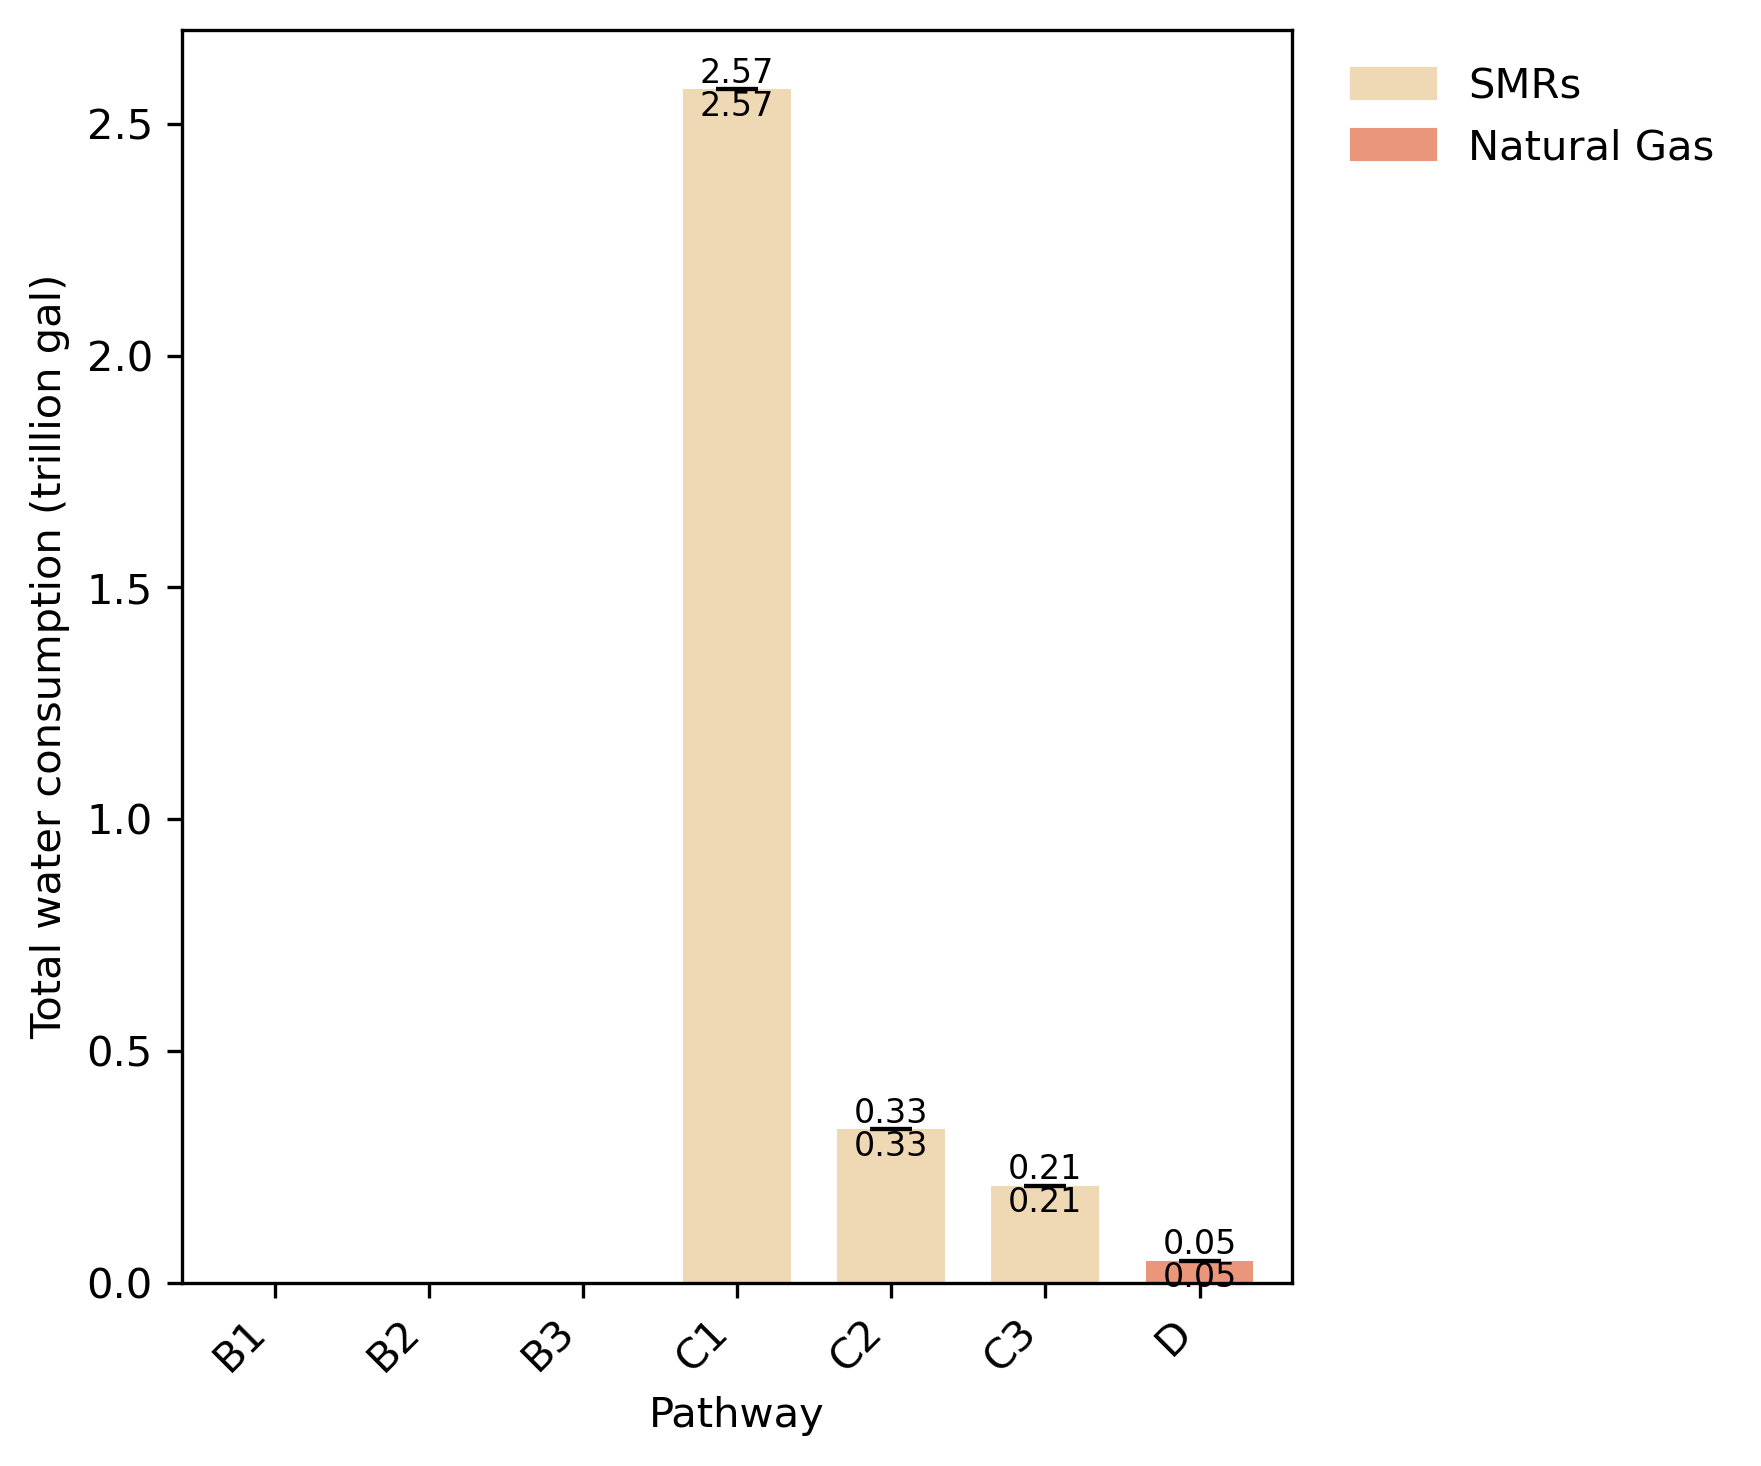 Total water consumption (trillion gal)
2.5
2.0
1.5
1.0
0.5
0.0
2.57
2.57
0.33
0.33
0.21
0.21
0.05
0.05
B1
B2
B3
C1
C2
C3
D
Pathway
SMRs
Natural Gas